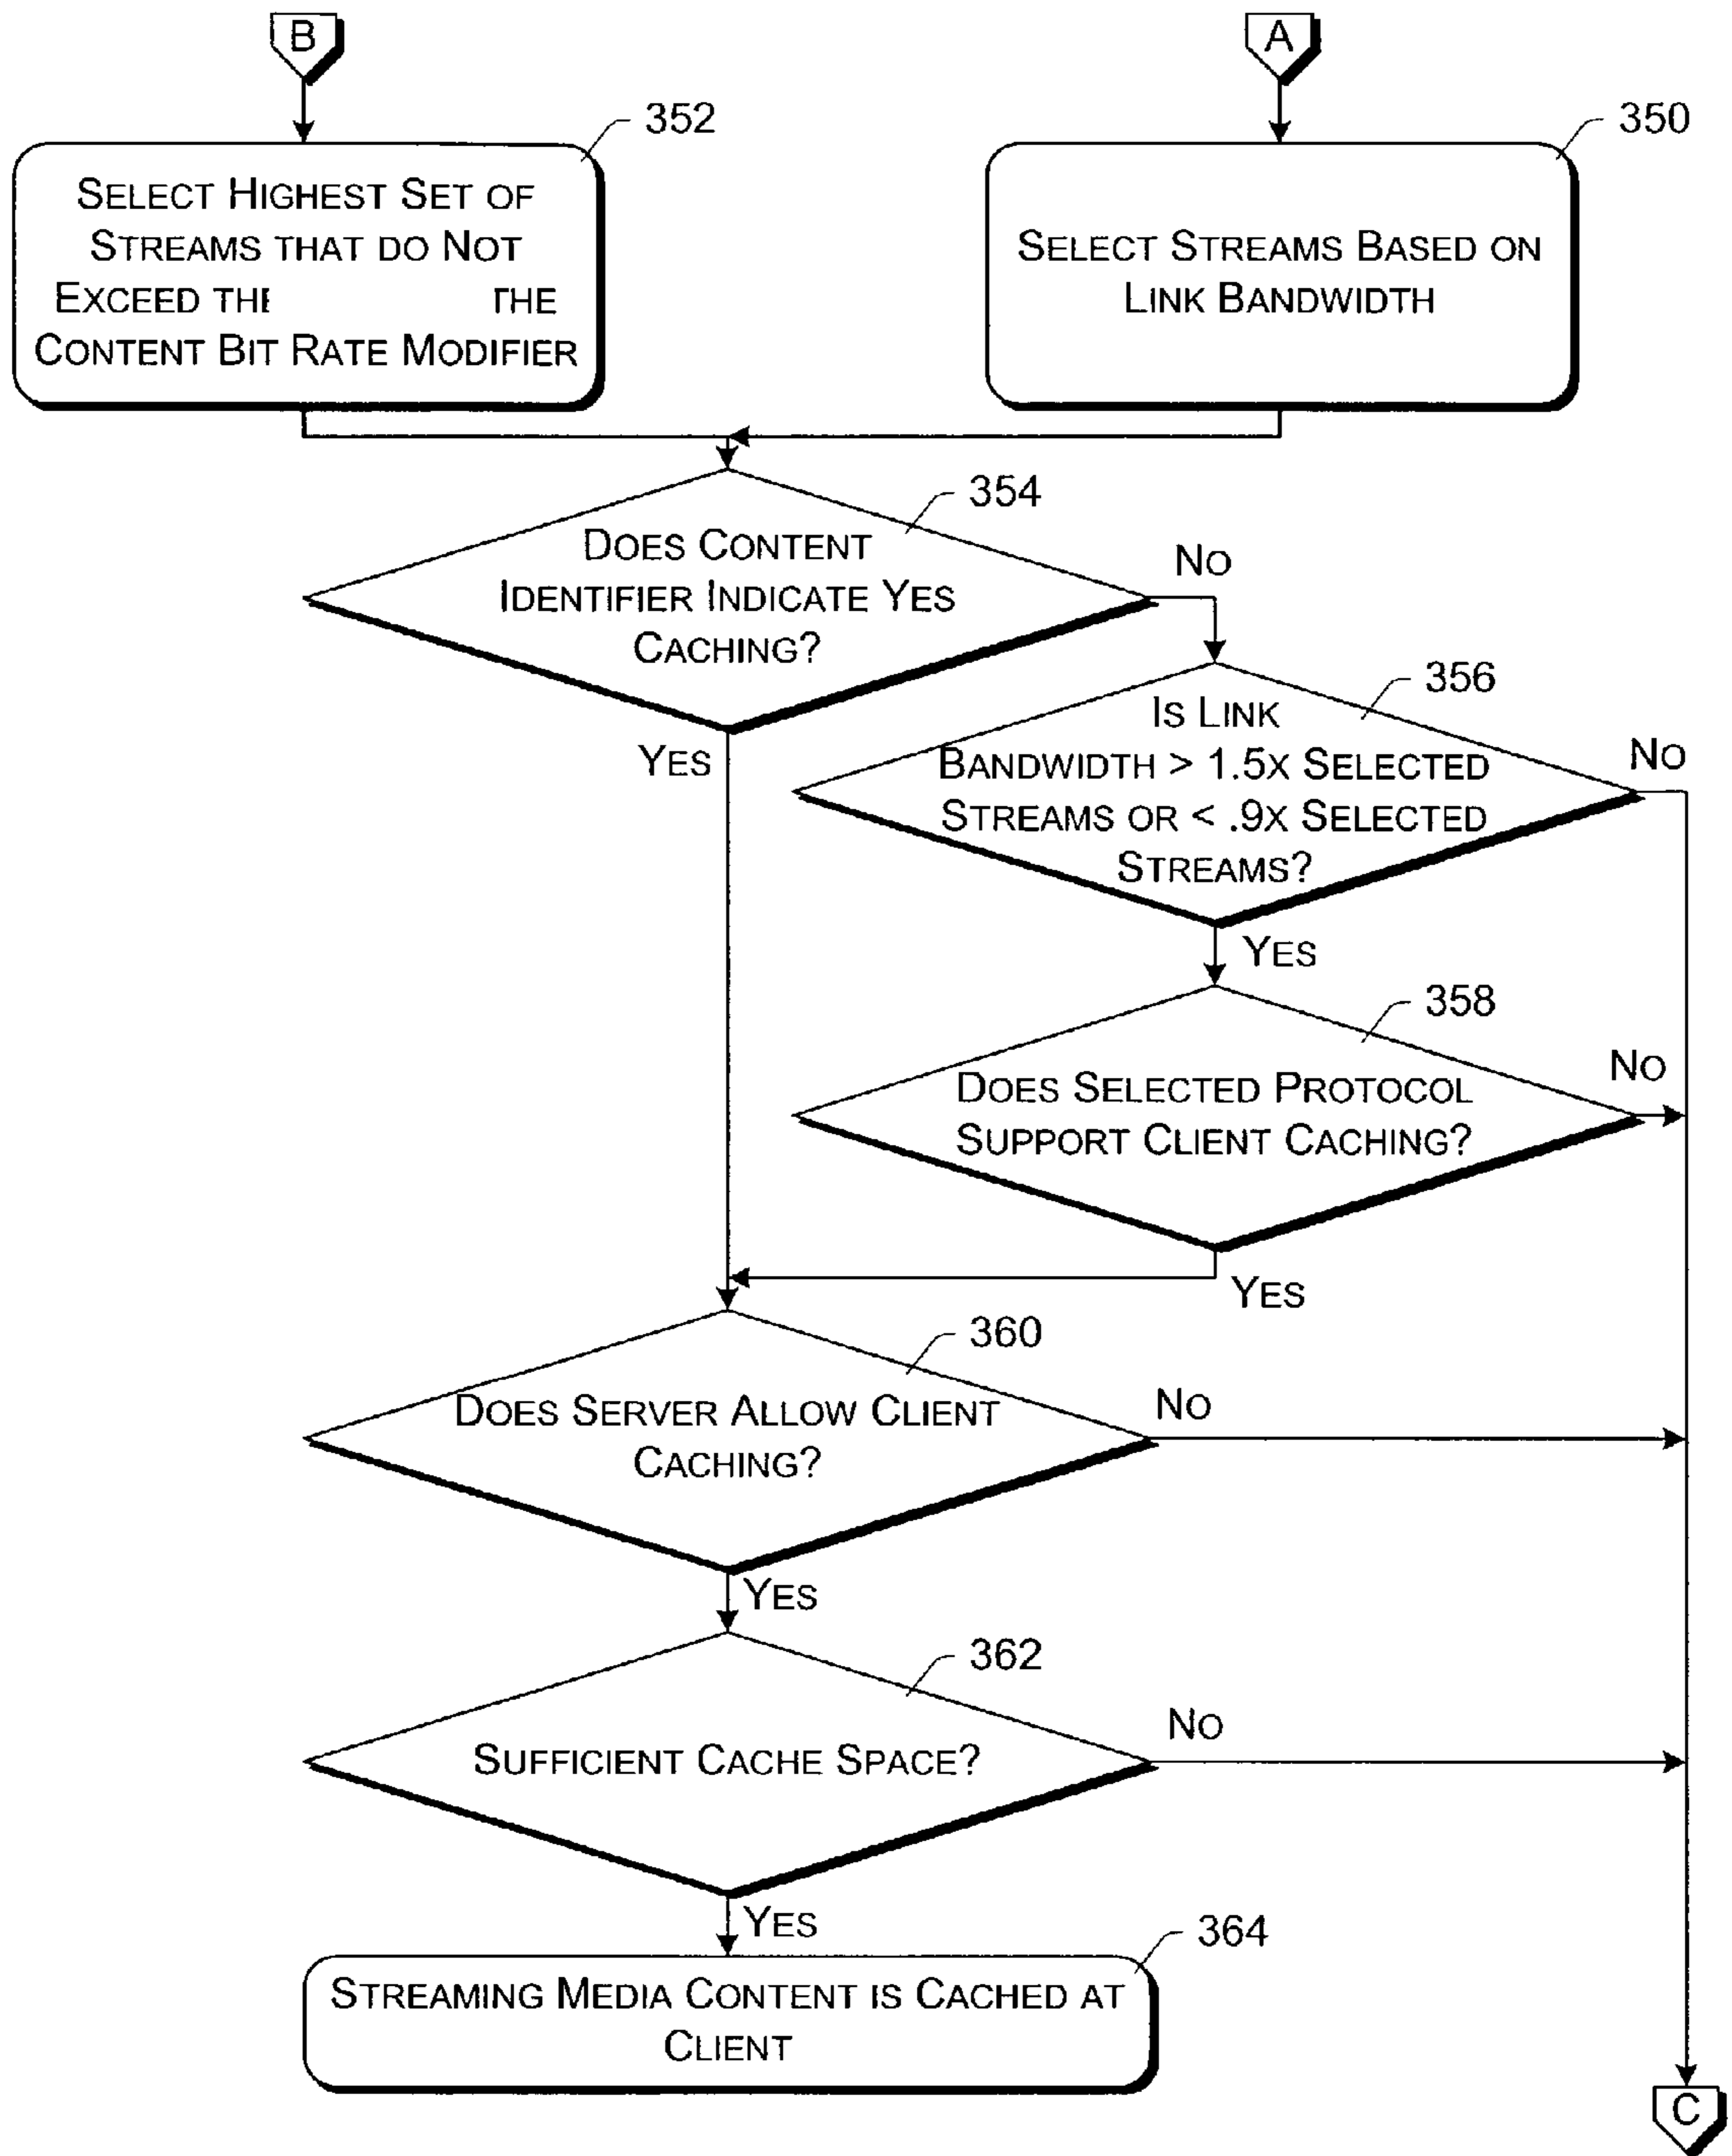 B
A
352
350
SELECT HIGHEST SET OF
STREAMS THAT DO NOT
EXCEED THE THE
CONTENT BIT RATE MODIFIER
SELECT STREAMS BASED ON
LINK BANDWIDTH
354
DOES CONTENT
IDENTIFIER INDICATE YES
CACHING?
NO
YES
356
IS LINK
BANDWIDTH > 1.5X SELECTED
STREAMS OR < .9X SELECTED
STREAMS?
NO
YES
358
DOES SELECTED PROTOCOL
SUPPORT CLIENT CACHING?
NO
YES
360
DOES SERVER ALLOW CLIENT
CACHING?
NO
YES
362
SUFFICIENT CACHE SPACE?
NO
YES
364
STREAMING MEDIA CONTENT IS CACHED AT
CLIENT
C